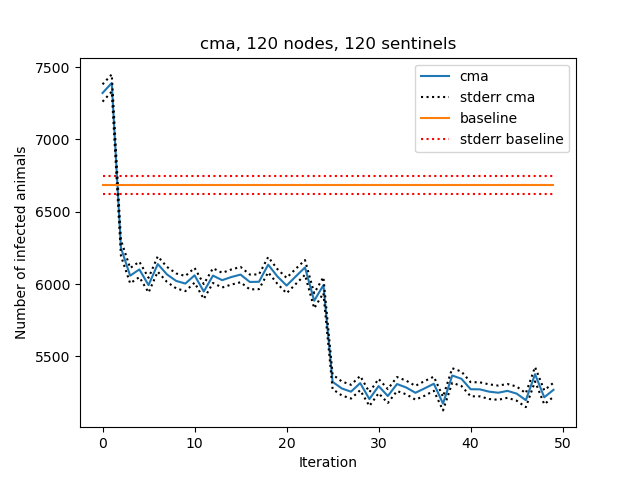 cma, 120 nodes, 120 sentinels
cma
stderr cma
baseline
stderr baseline
7500
7000
6500
6000
5500
Number of infected animals
0 10 20 30 40 50
Iteration